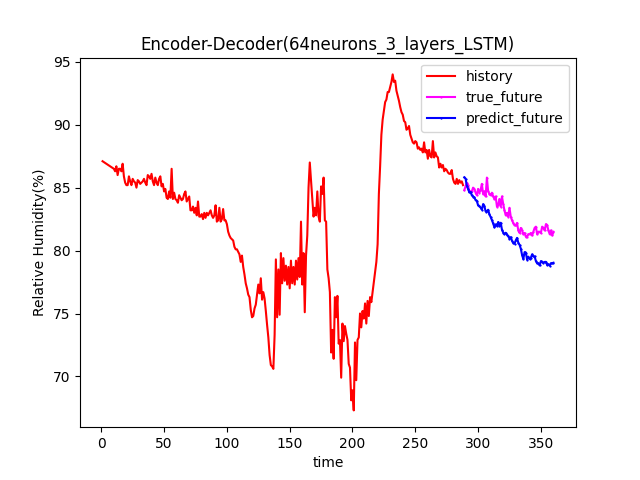 Encoder-Decoder(64neurons_3_layers_LSTM)
history
true_future
predict_future
Relative Humidity(%)
95
90
85
80
75
70
0 50 100 150 200 250 300 350
time